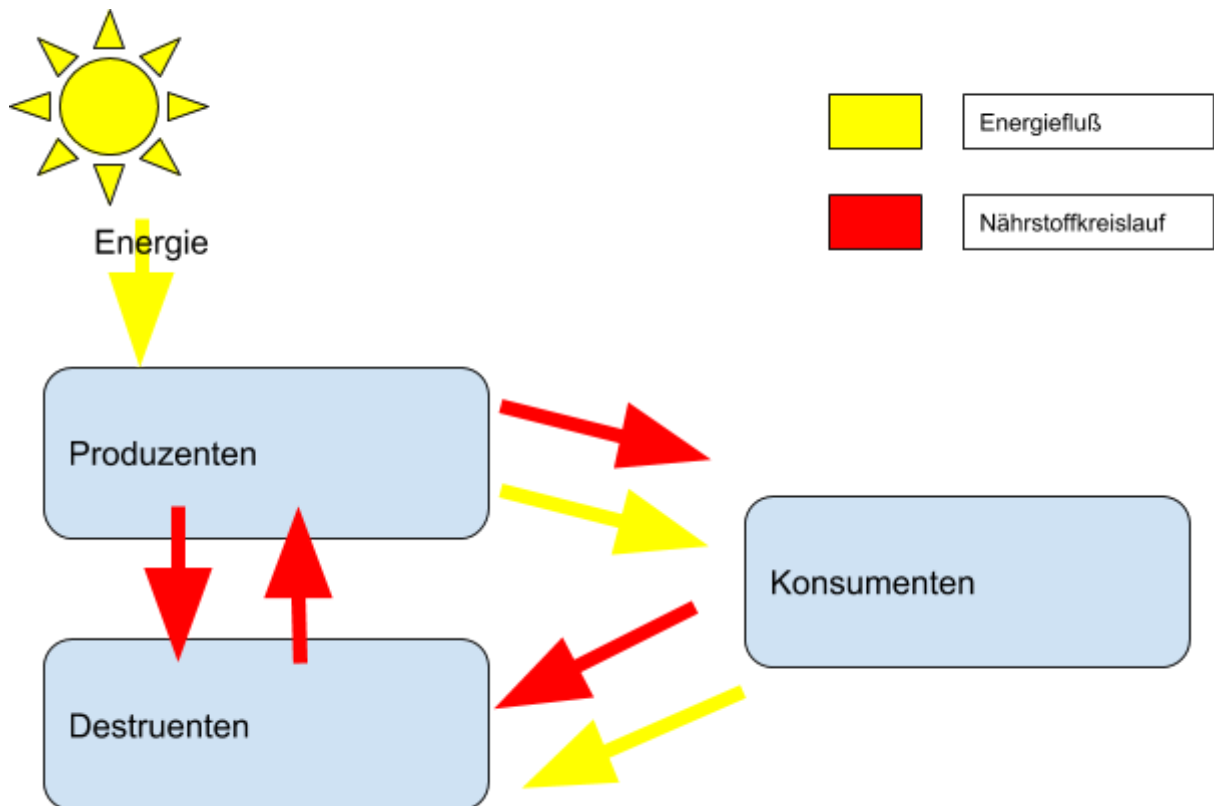 Energiefluß
Nährstoffkreislauf
Energie
Produzenten
Konsumenten
Destruenten